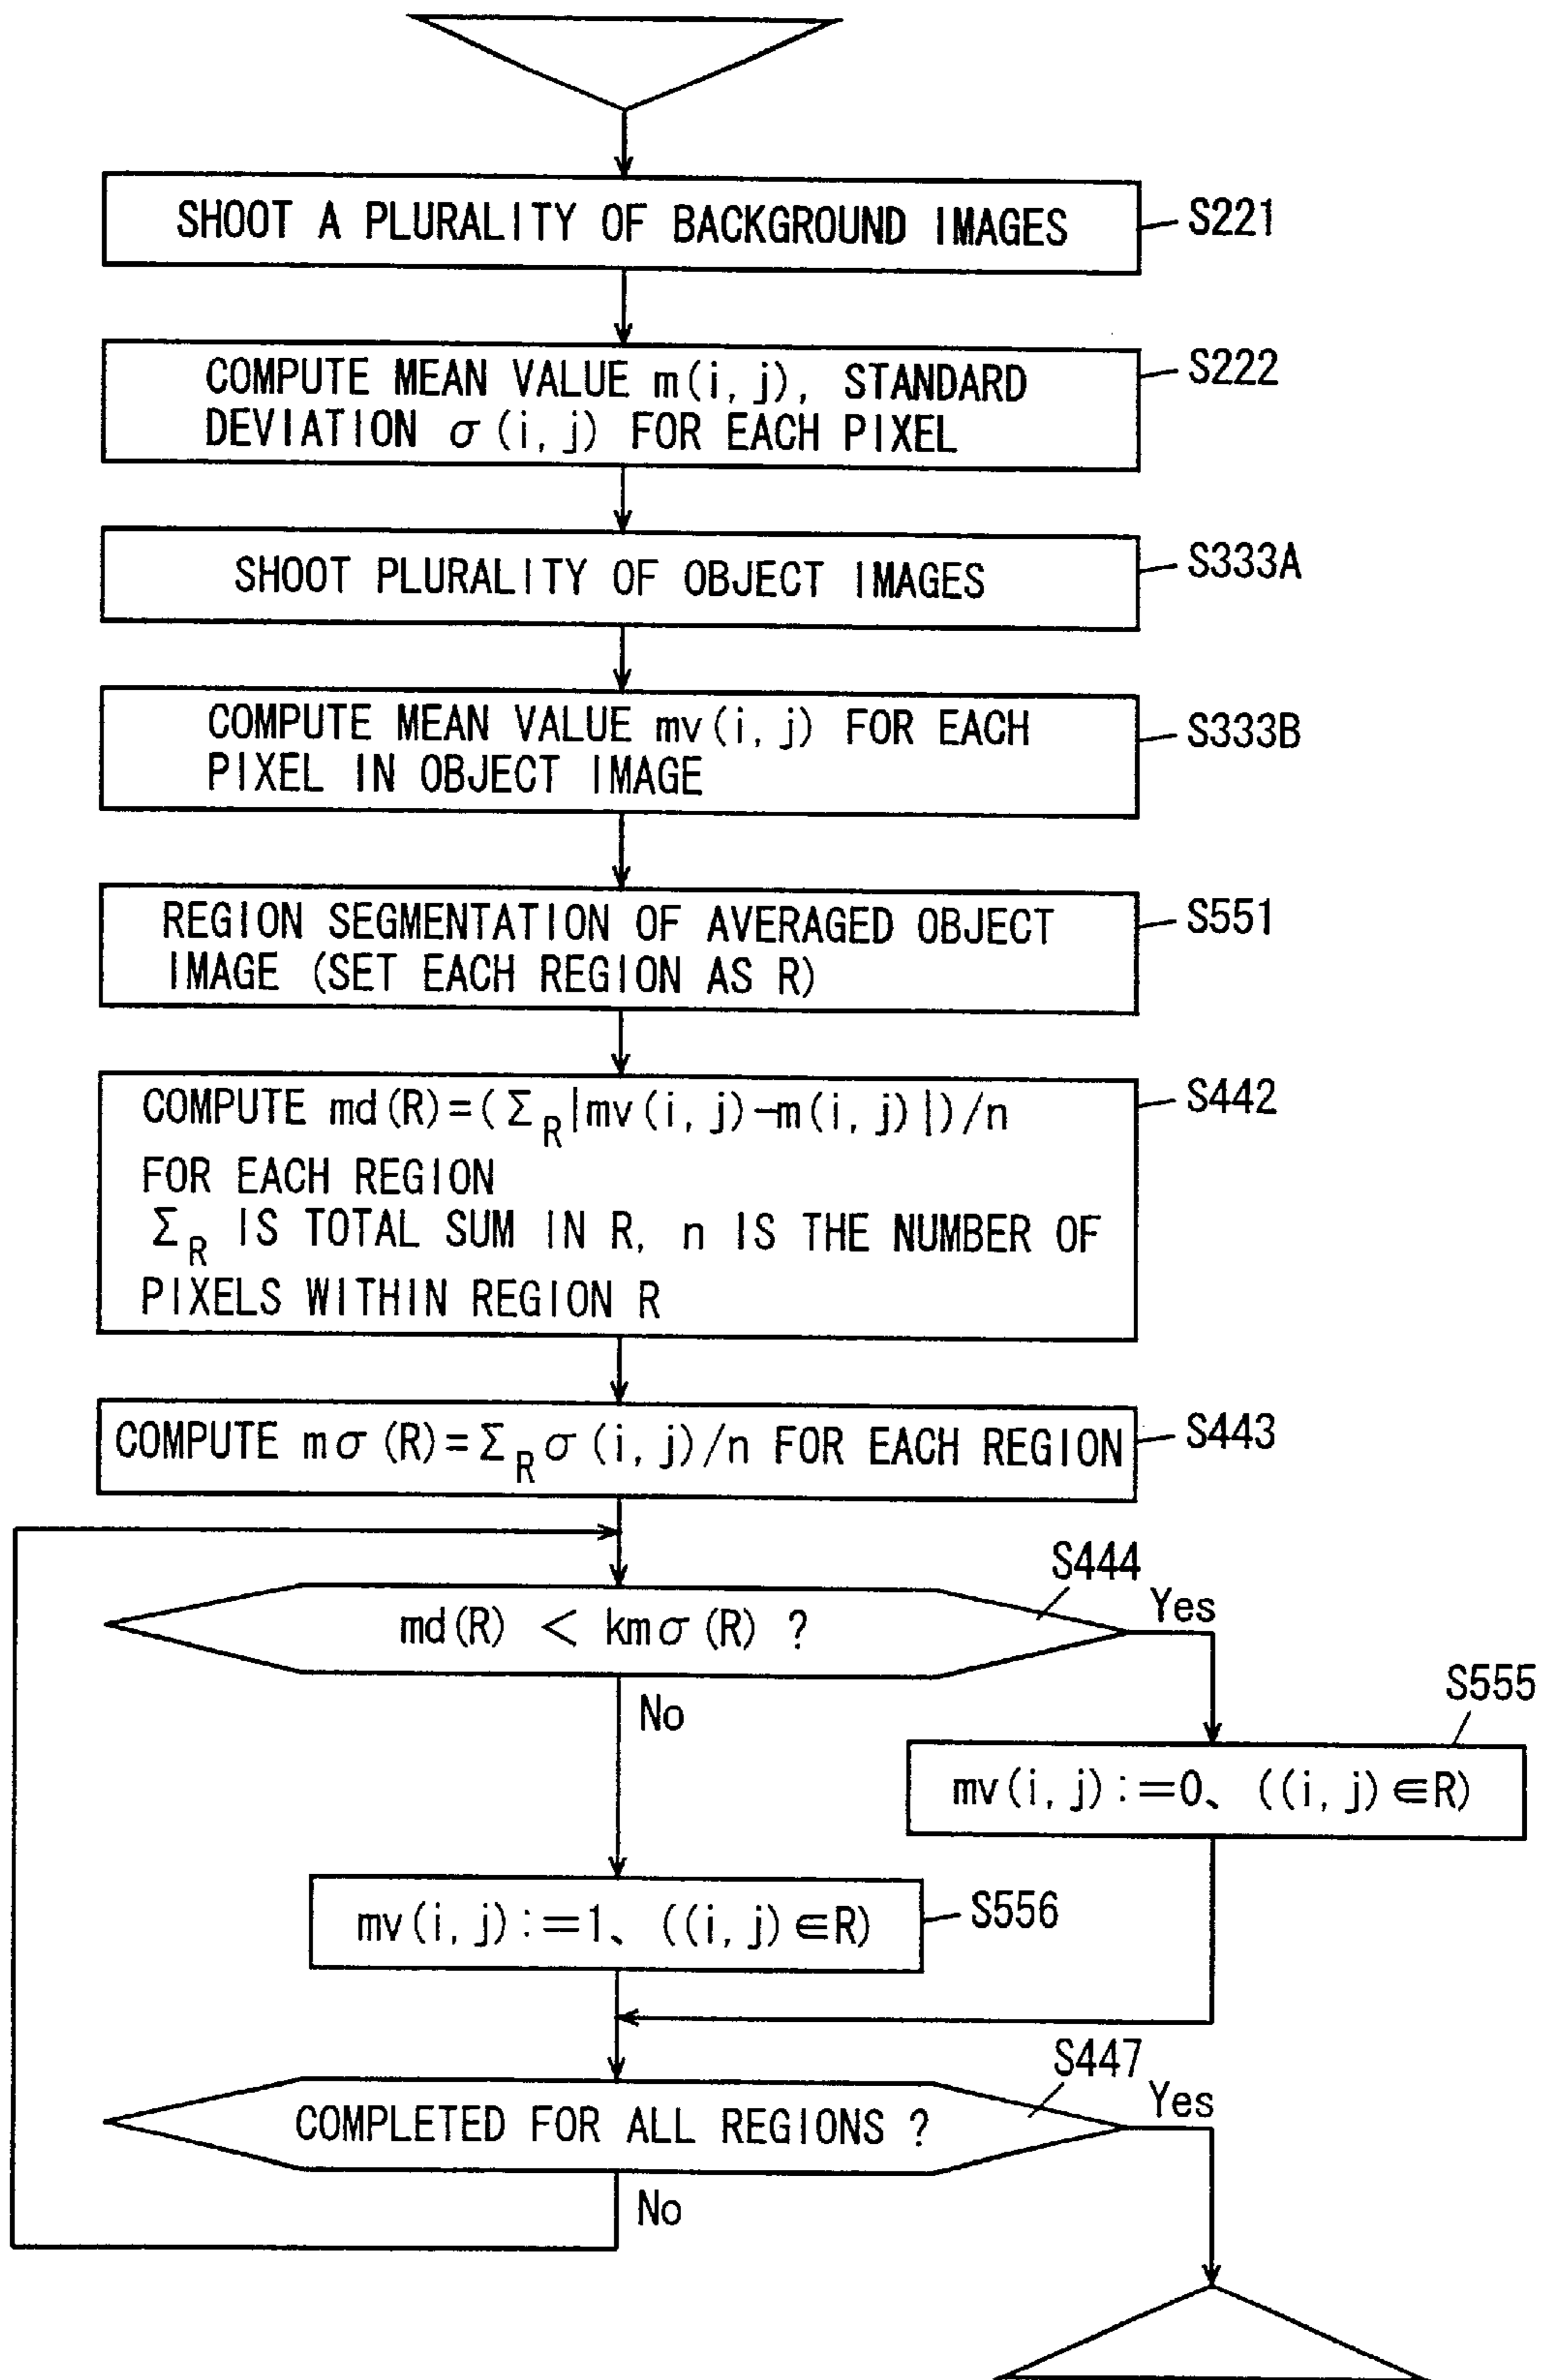 SHOOT A PLURALITY OF BACKGROUND IMAGES
S221
COMPUTE MEAN VALUE m(i, j), STANDARD
DEVIATION σ(i, j) FOR EACH PIXEL
S222
SHOOT PLURALITY OF OBJECT IMAGES
S333A
COMPUTE MEAN VALUE mv(i, j) FOR EACH
PIXEL IN OBJECT IMAGE
S333B
REGION SEGMENTATION OF AVERAGED OBJECT
IMAGE (SET EACH REGION AS R)
S551
COMPUTE md(R)=(Σ_R|mv(i, j)-m(i, j)|)/n
FOR EACH REGION
Σ_R IS TOTAL SUM IN R, n IS THE NUMBER OF
PIXELS WITHIN REGION R
S442
COMPUTE mσ(R)=Σ_Rσ(i, j)/n FOR EACH REGION
S443
S444
md(R) < kmσ(R) ?
Yes
No
S555
mv(i, j):=0、((i, j)∈R)
mv(i, j):=1、((i, j)∈R)
S556
S447
COMPLETED FOR ALL REGIONS ?
Yes
No